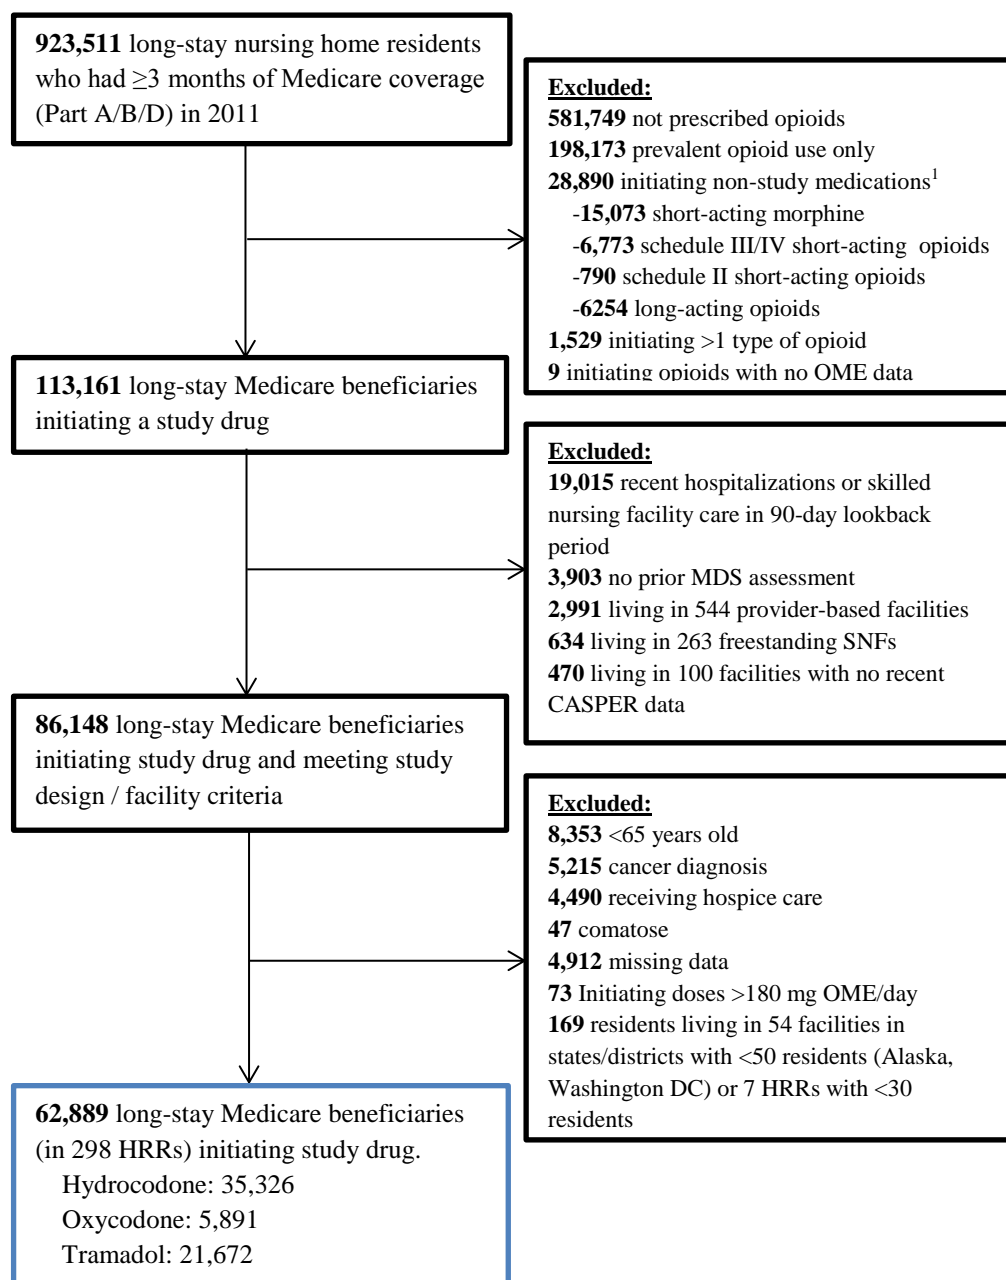 923,511 long-stay nursing home residents
who had ≥3 months of Medicare coverage
(Part A/B/D) in 2011
Excluded:
581,749 not prescribed opioids
198,173 prevalent opioid use only
28,890 initiating non-study medications1
-15,073 short-acting morphine
-6,773 schedule III/IV short-acting opioids
-790 schedule II short-acting opioids
-6254 long-acting opioids
1,529 initiating >1 type of opioid
9 initiating opioids with no OME data
113,161 long-stay Medicare beneficiaries
initiating a study drug
Excluded:
19,015 recent hospitalizations or skilled
nursing facility care in 90-day lookback
period
3,903 no prior MDS assessment
2,991 living in 544 provider-based facilities
634 living in 263 freestanding SNFs
470 living in 100 facilities with no recent
CASPER data
86,148 long-stay Medicare beneficiaries
initiating study drug and meeting study
design / facility criteria
Excluded:
8,353 <65 years old
5,215 cancer diagnosis
4,490 receiving hospice care
47 comatose
4,912 missing data
73 Initiating doses >180 mg OME/day
169 residents living in 54 facilities in
states/districts with <50 residents (Alaska,
Washington DC) or 7 HRRs with <30
residents
62,889 long-stay Medicare beneficiaries
(in 298 HRRs) initiating study drug.
Hydrocodone: 35,326
Oxycodone: 5,891
Tramadol: 21,672